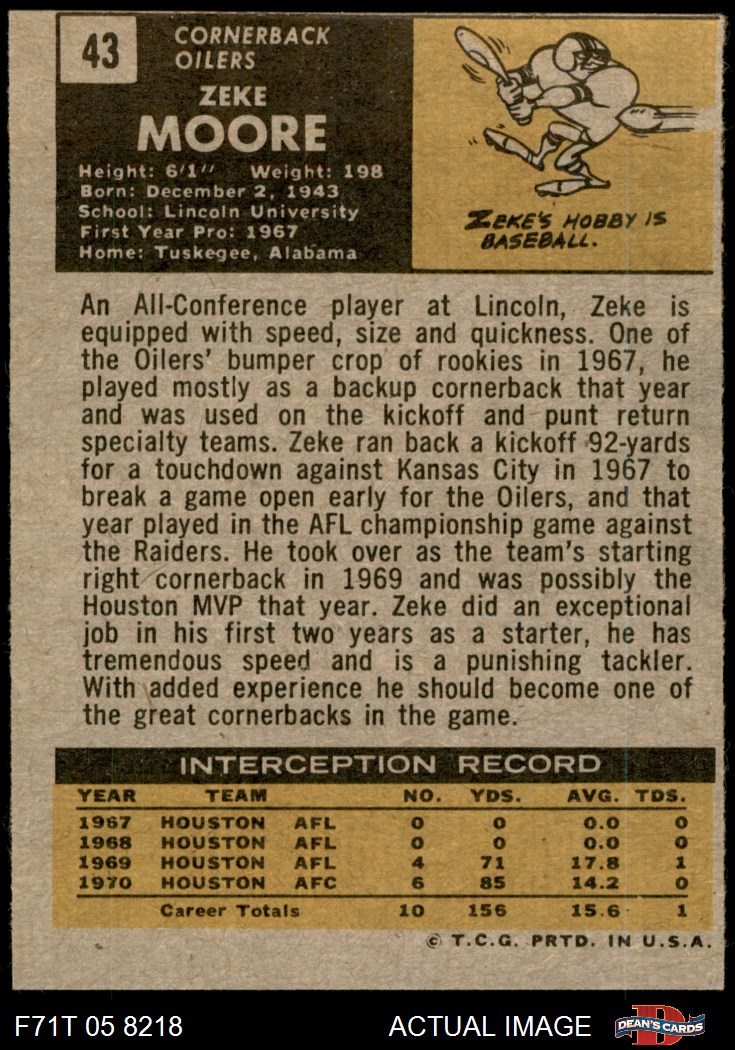 43
CORNERBACK
OILERS
ZEKE
MOORE
Height: 6'1" Weight: 198
Born: December 2, 1943
School: Lincoln University
First Year Pro: 1967
Home: Tuskegee, Alabama
ZEKE'S HOBBY IS
BASEBALL.
An All-Conference player at Lincoln, Zeke is
equipped with speed, size and quickness. One of
the Oilers' bumper crop of rookies in 1967, he
played mostly as a backup cornerback that year
and was used on the kickoff and punt return
specialty teams. Zeke ran back a kickoff 92-yards
for a touchdown against Kansas City in 1967 to
break a game open early for the Oilers, and that
year played in the AFL championship game against
the Raiders. He took over as the team's starting
right cornerback in 1969 and was possibly the
Houston MVP that year. Zeke did an exceptional
job in his first two years as a starter, he has
tremendous speed and is a punishing tackler.
With added experience he should become one of
the great cornerbacks in the game.
INTERCEPTION RECORD
YEAR TEAM NO. YDS. AVG. TDS.
1967 HOUSTON AFL 0 0 0.0 0
1968 HOUSTON AFL 0 0 0.0 0
1969 HOUSTON AFL 4 71 17.8 1
1970 HOUSTON AFC 6 85 14.2 0
Career Totals 10 156 15.6 1
© T.C.G. PRTD. IN U.S.A.
F71T 05 8218 ACTUAL IMAGE D DEAN'S CARDS